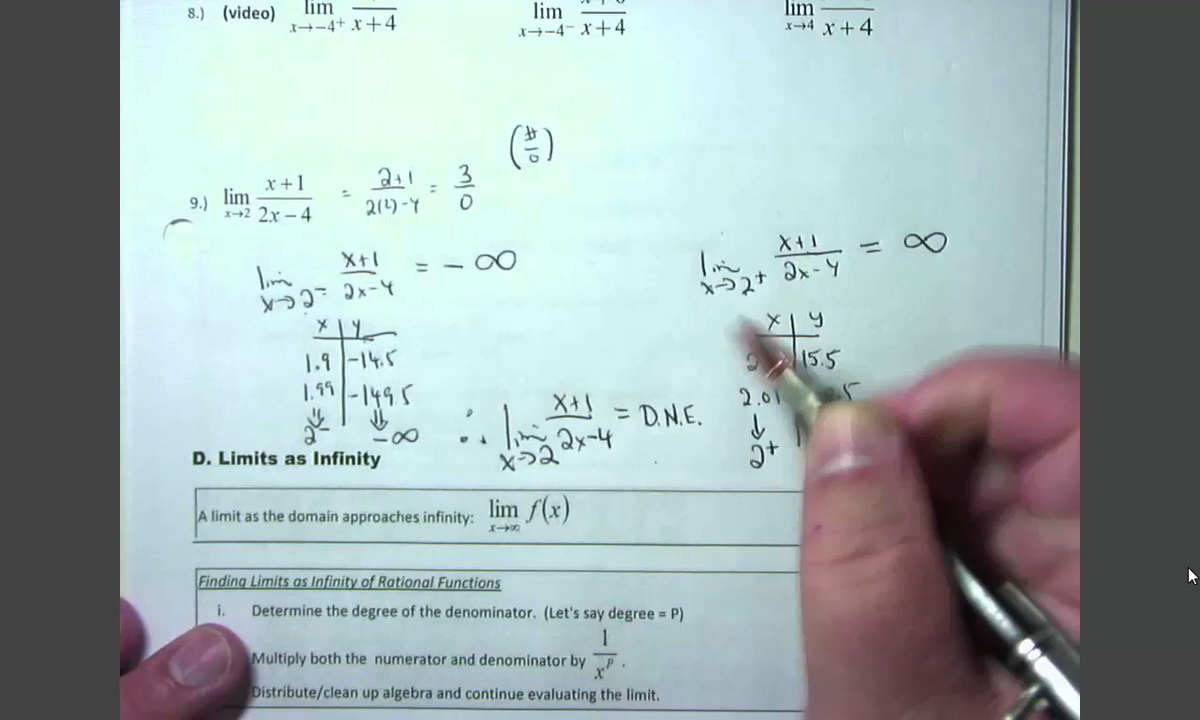 8.) (video) lim x→-4⁺ x+4 lim x→-4⁻ x+4 lim x→4 x+4
(#/0)
9.) lim x→2 (x+1)/(2x-4) = (2+1)/(2(2)-4) = 3/0
lim x→2⁻ (x+1)/(2x-4) = -∞
x | y
1.9 | -14.5
1.99 | -149.5
⇓ ⇓
2⁻ -∞
lim x→2⁺ (x+1)/(2x-4) = ∞
x | y
2 | 15.5
2.01 | .5
↓
2⁺
∴ lim x→2 (x+1)/(2x-4) = D.N.E.
D. Limits as Infinity
A limit as the domain approaches infinity: lim x→∞ f(x)
Finding Limits as Infinity of Rational Functions
i. Determine the degree of the denominator. (Let's say degree = P)
Multiply both the numerator and denominator by 1/xᵖ.
Distribute/clean up algebra and continue evaluating the limit.